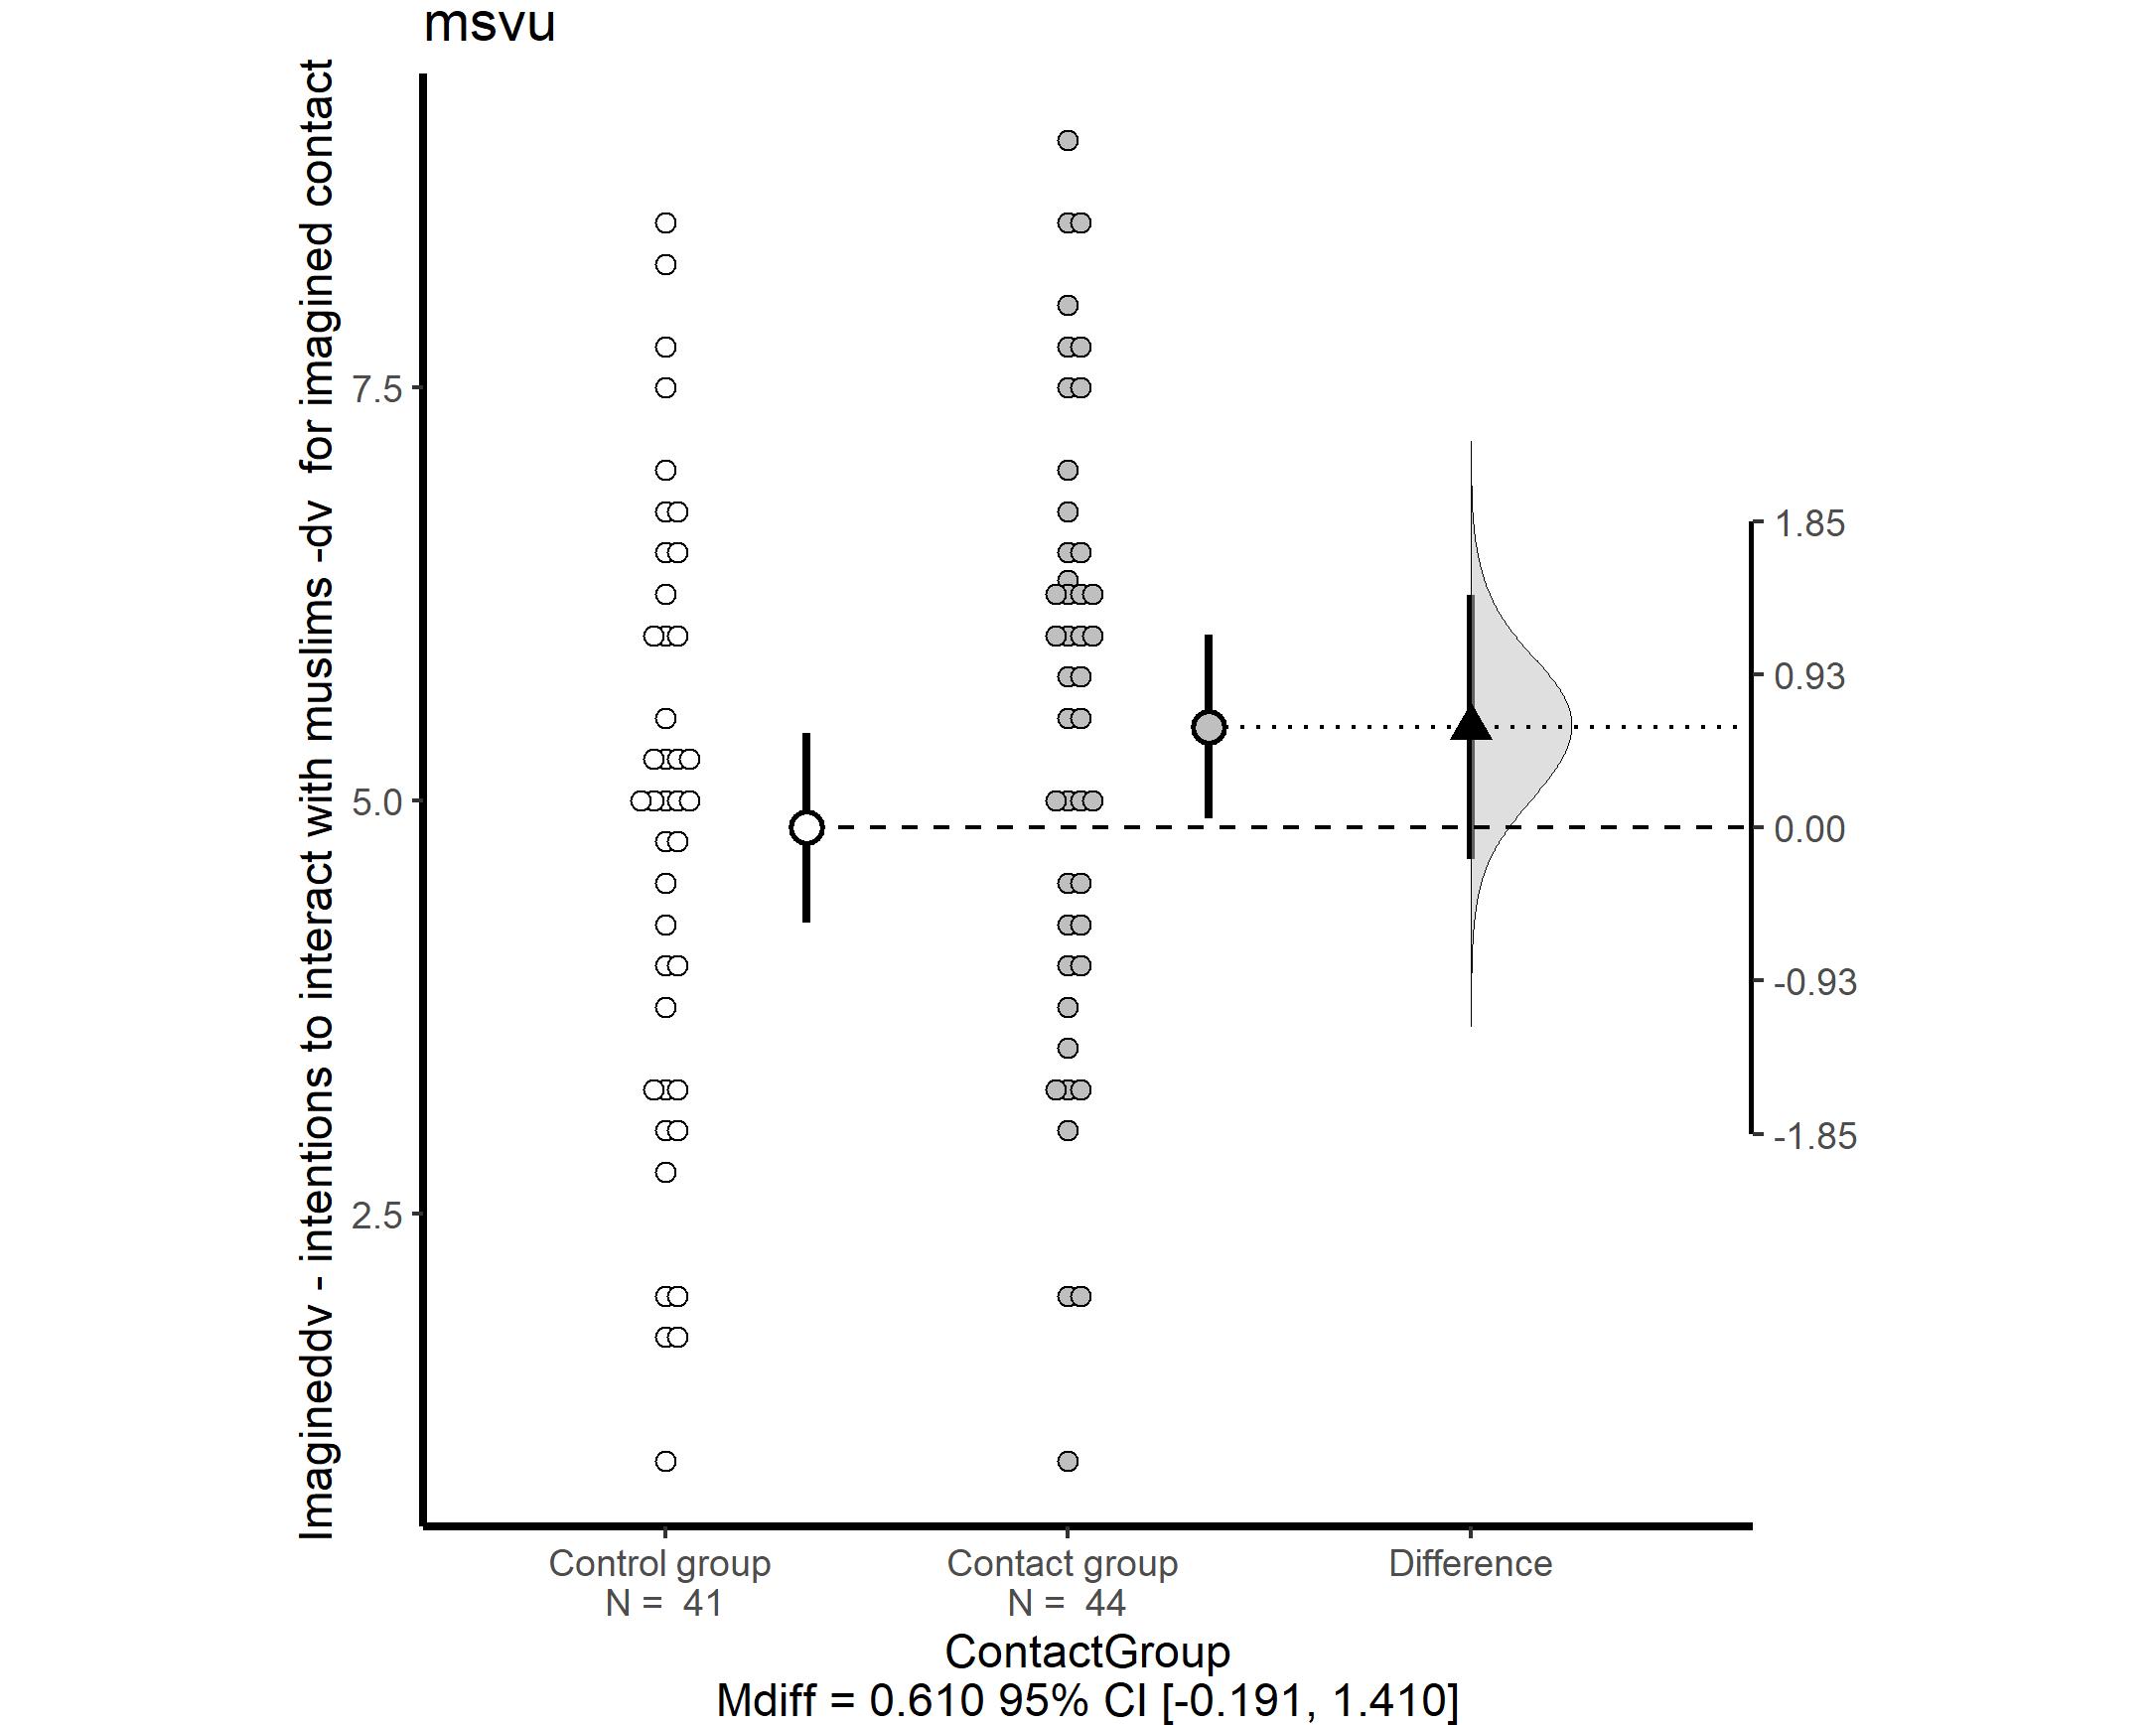 msvu
Imagineddv - intentions to interact with muslims -dv  for imagined contact
7.5
5.0
2.5
1.85
0.93
0.00
-0.93
-1.85
Control group
N =  41
Contact group
N =  44
Difference
ContactGroup
Mdiff = 0.610 95% CI [-0.191, 1.410]